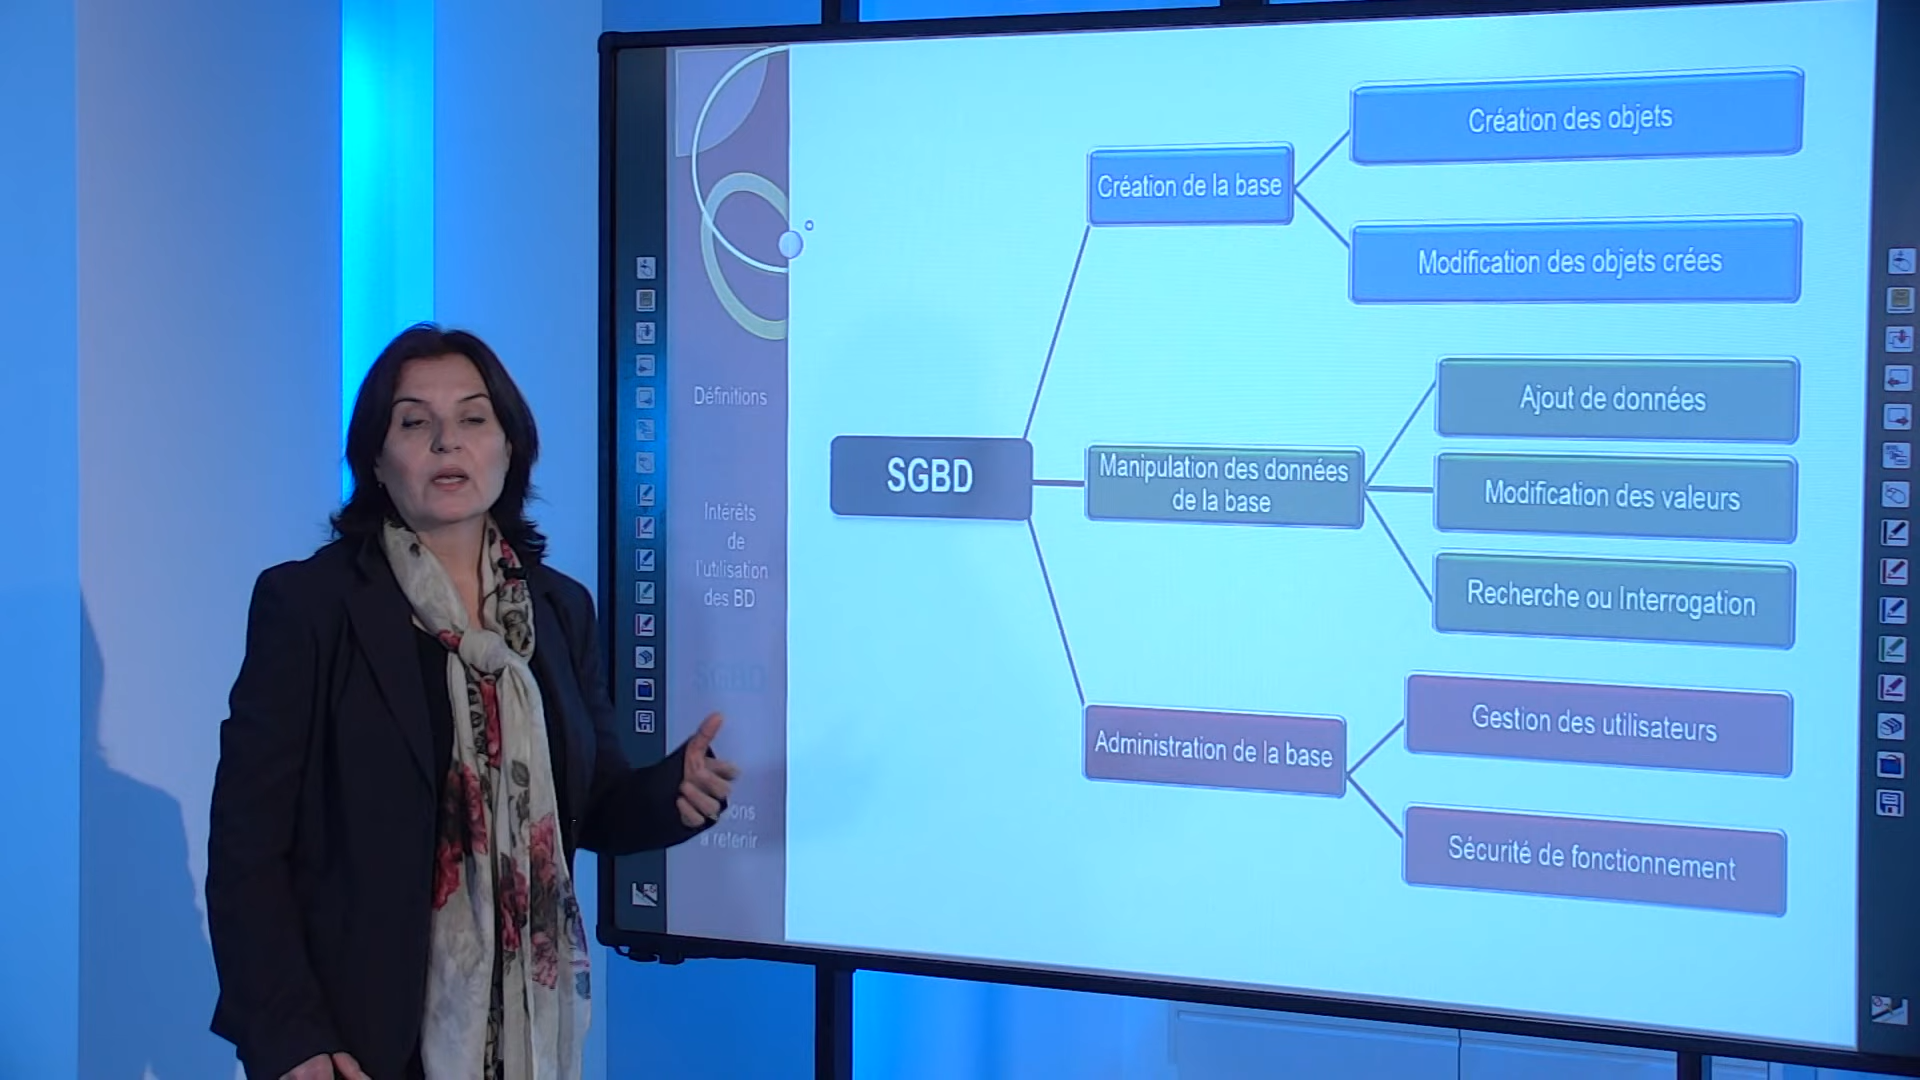 Définitions
Intérêts
de
l'utilisation
des BD
SGBD
à retenir
SGBD
Création de la base
Création des objets
Modification des objets crées
Manipulation des données
de la base
Ajout de données
Modification des valeurs
Recherche ou Interrogation
Administration de la base
Gestion des utilisateurs
Sécurité de fonctionnement